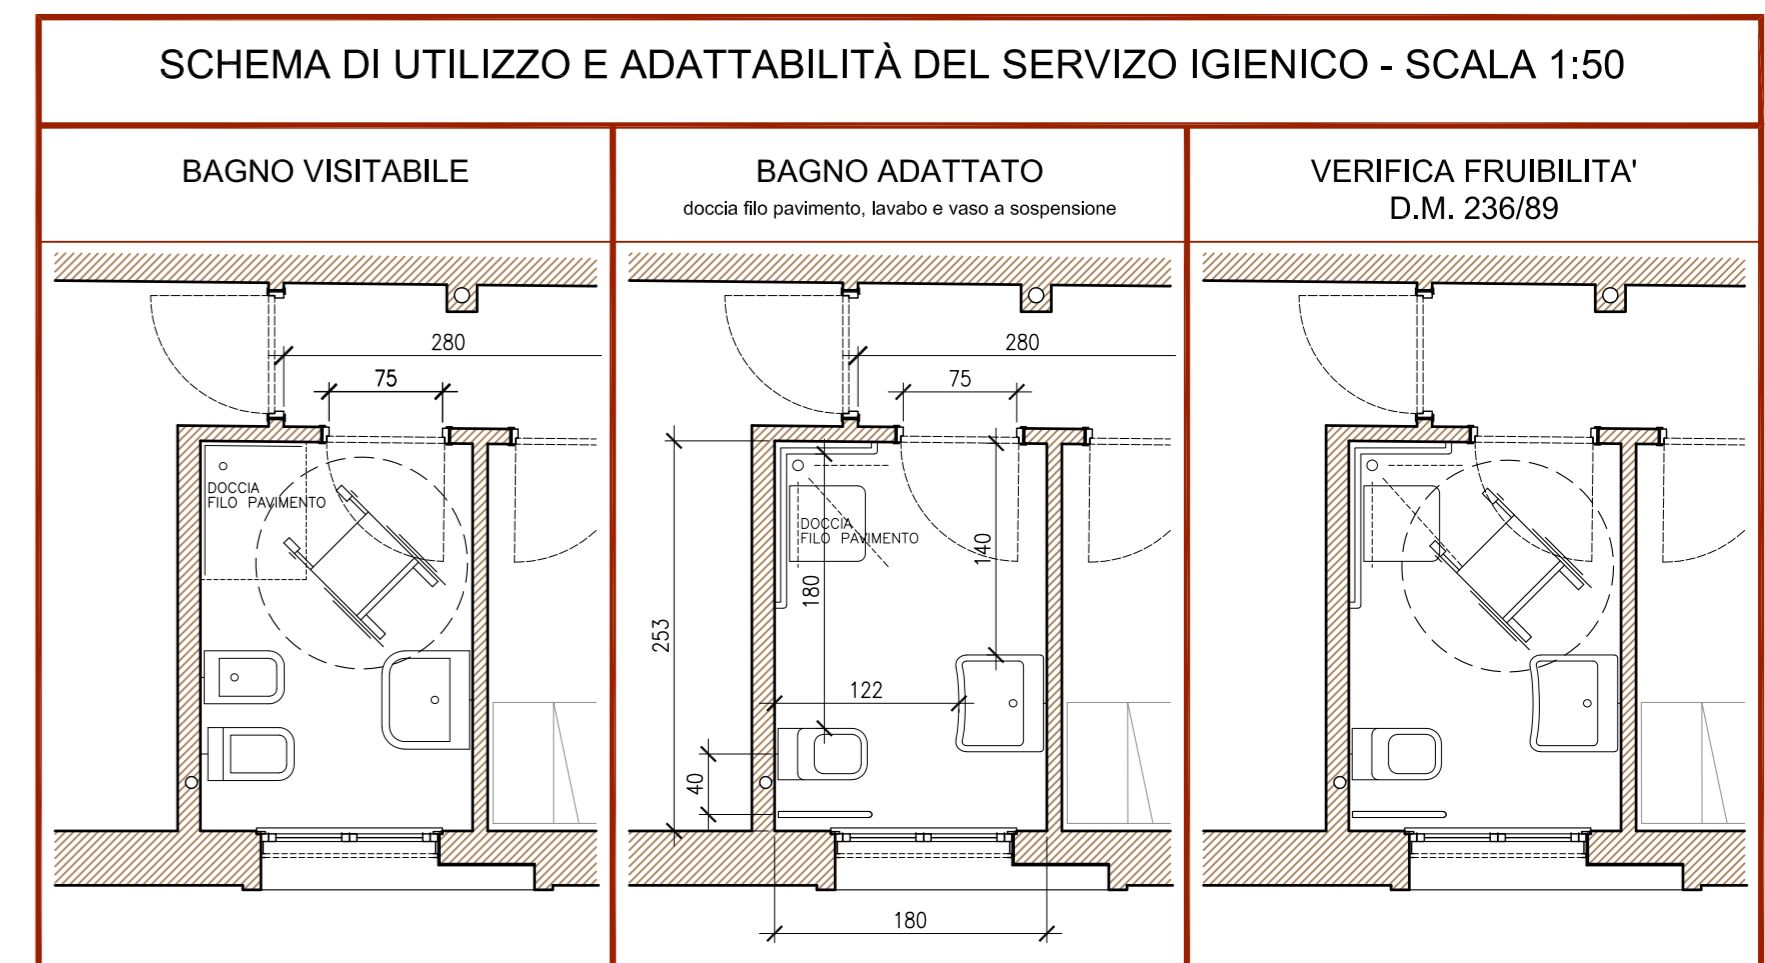 SCHEMA DI UTILIZZO E ADATTABILITÀ DEL SERVIZO IGIENICO - SCALA 1:50
BAGNO VISITABILE
BAGNO ADATTATO
doccia filo pavimento, lavabo e vaso a sospensione
VERIFICA FRUIBILITA'
D.M. 236/89
280
75
DOCCIA
FILO PAVIMENTO
280
75
DOCCIA
FILO PAVIMENTO
140
180
253
122
40
180